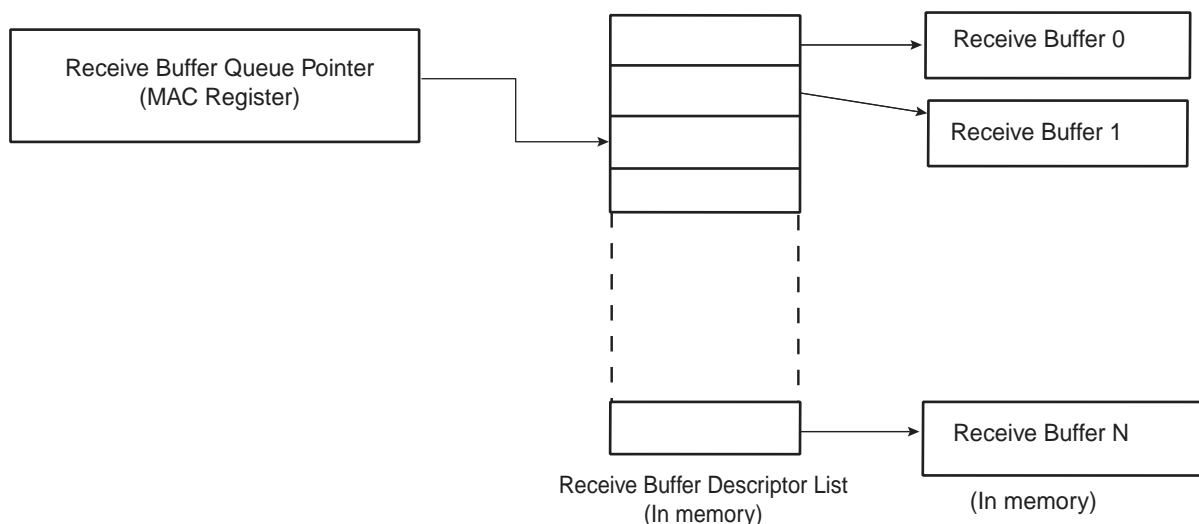 Receive Buffer Queue Pointer
(MAC Register)
Receive Buffer 0
Receive Buffer 1
Receive Buffer N
Receive Buffer Descriptor List
(In memory)
(In memory)